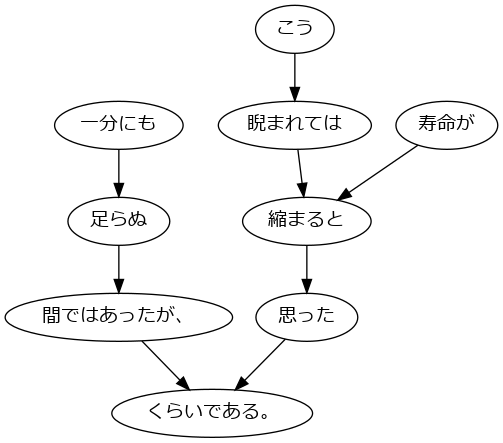 こう
一分にも
睨まれては
寿命が
足らぬ
縮まると
間ではあったが、
思った
くらいである。